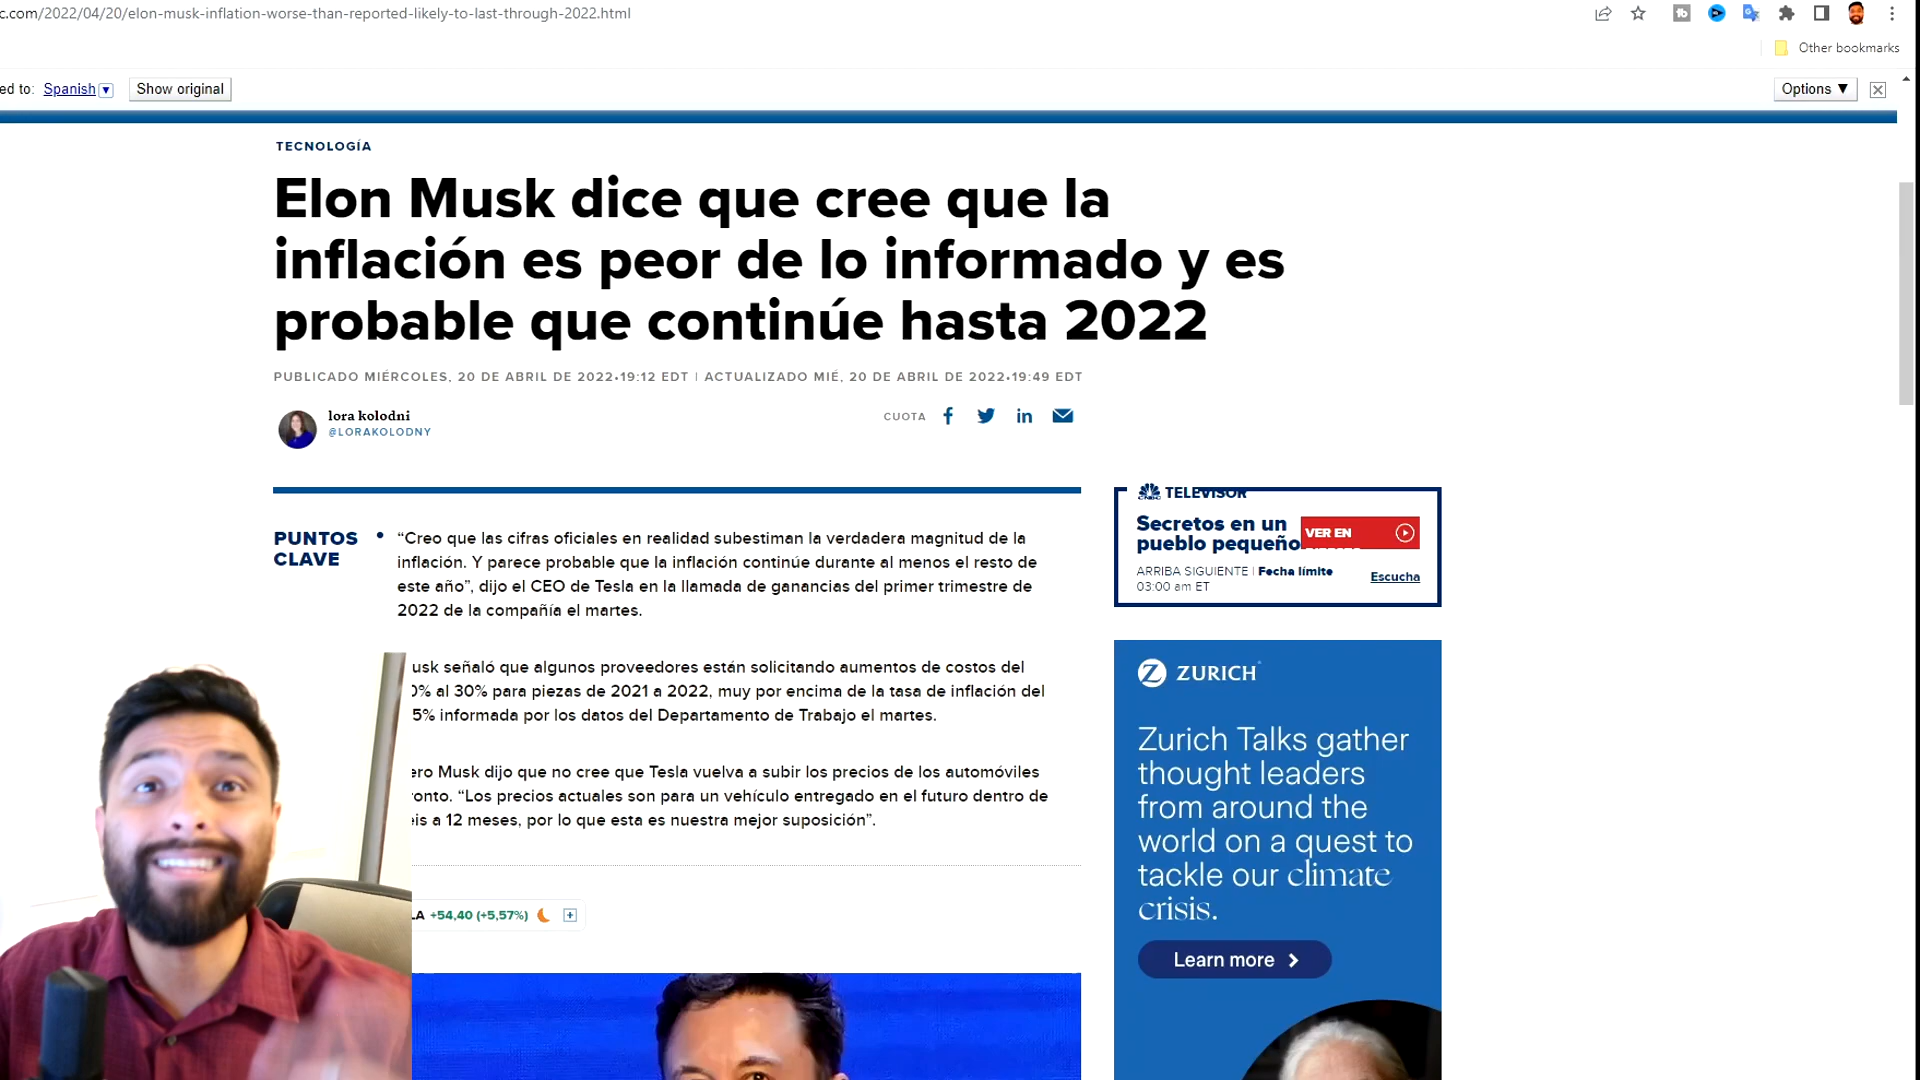 c.com/2022/04/20/elon-musk-inflation-worse-than-reported-likely-to-last-through-2022.html
Other bookmarks
ed to: Spanish ▼ Show original
Options ▼
TECNOLOGÍA
Elon Musk dice que cree que la
inflación es peor de lo informado y es
probable que continúe hasta 2022
PUBLICADO MIÉRCOLES, 20 DE ABRIL DE 2022•19:12 EDT | ACTUALIZADO MIÉ, 20 DE ABRIL DE 2022•19:49 EDT
lora kolodni
@LORAKOLODNY
CUOTA
PUNTOS
CLAVE
• “Creo que las cifras oficiales en realidad subestiman la verdadera magnitud de la
inflación. Y parece probable que la inflación continúe durante al menos el resto de
este año”, dijo el CEO de Tesla en la llamada de ganancias del primer trimestre de
2022 de la compañía el martes.
usk señaló que algunos proveedores están solicitando aumentos de costos del
0% al 30% para piezas de 2021 a 2022, muy por encima de la tasa de inflación del
5% informada por los datos del Departamento de Trabajo el martes.
ero Musk dijo que no cree que Tesla vuelva a subir los precios de los automóviles
ronto. “Los precios actuales son para un vehículo entregado en el futuro dentro de
eis a 12 meses, por lo que esta es nuestra mejor suposición”.
LA +54,40 (+5,57%)
CNBC TELEVISOR
Secretos en un
pueblo pequeño
VER EN
ARRIBA SIGUIENTE | Fecha límite
03:00 am ET
Escucha
ZURICH
Zurich Talks gather
thought leaders
from around the
world on a quest to
tackle our climate
crisis.
Learn more